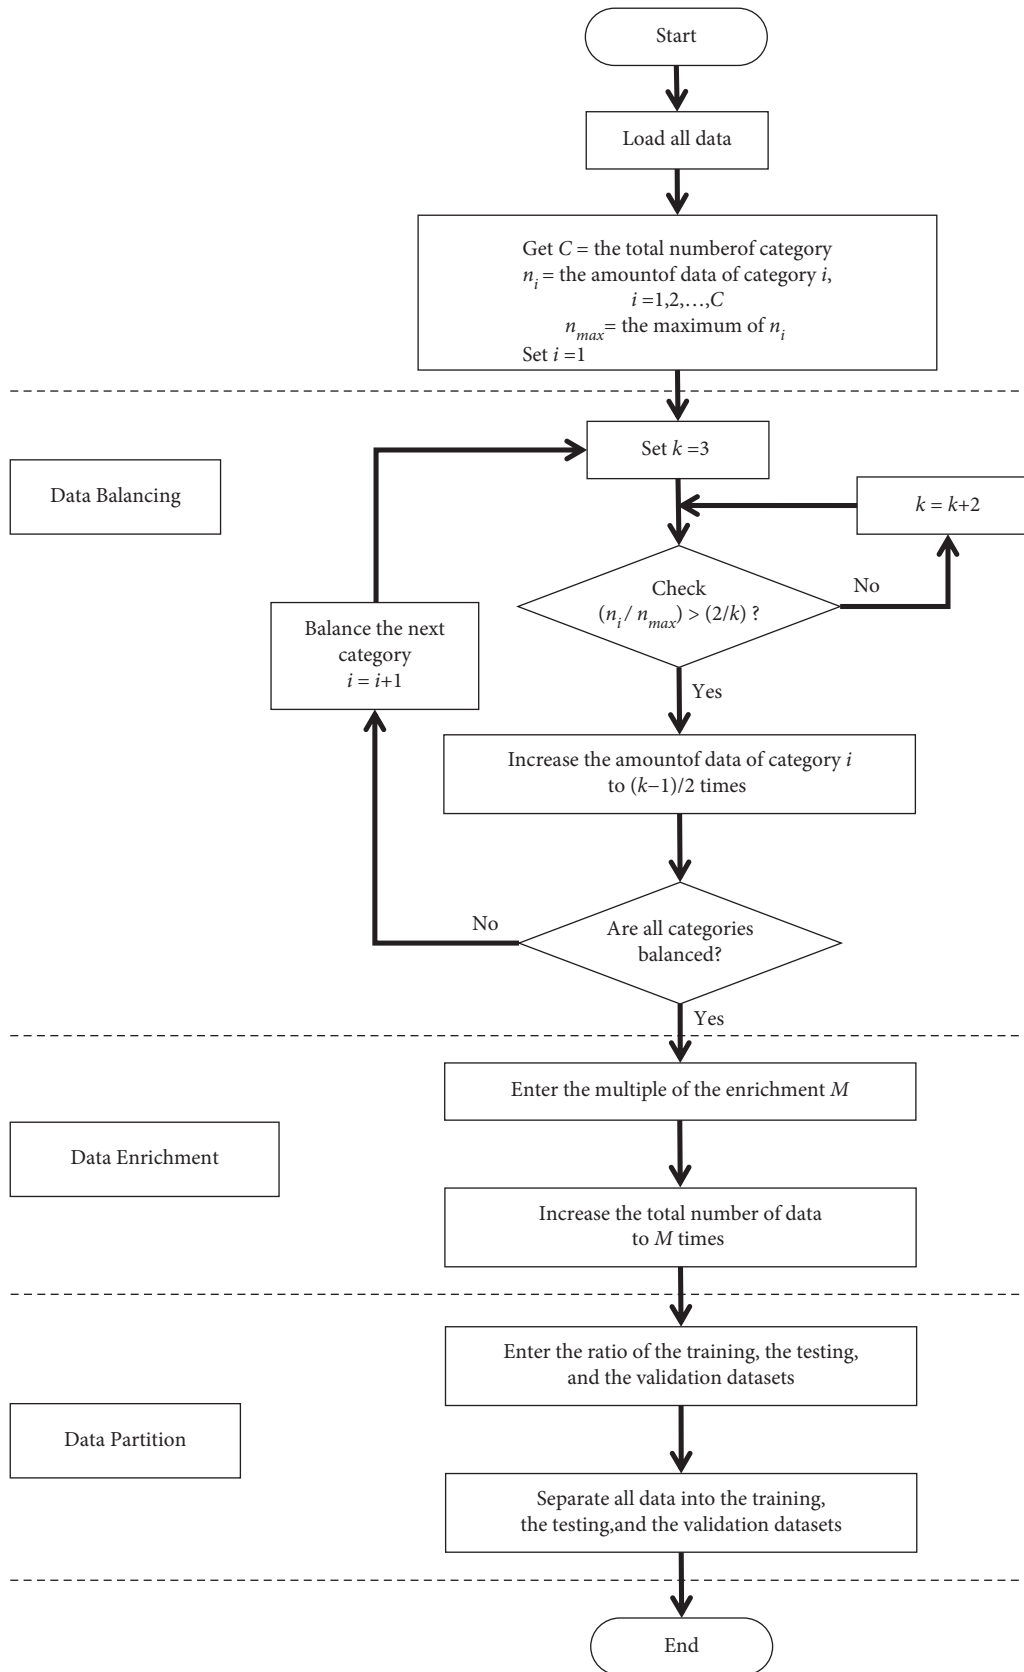 Start
Load all data
Get C = the total numberof category
n_i = the amountof data of category i,
i =1,2,…,C
n_max = the maximum of n_i
Set i =1
Set k =3
Data Balancing
k = k+2
Check
(n_i / n_max) > (2/k) ?
No
Balance the next
category
i = i+1
Yes
Increase the amountof data of category i
to (k−1)/2 times
No
Are all categories
balanced?
Yes
Enter the multiple of the enrichment M
Data Enrichment
Increase the total number of data
to M times
Enter the ratio of the training, the testing,
and the validation datasets
Data Partition
Separate all data into the training,
the testing,and the validation datasets
End